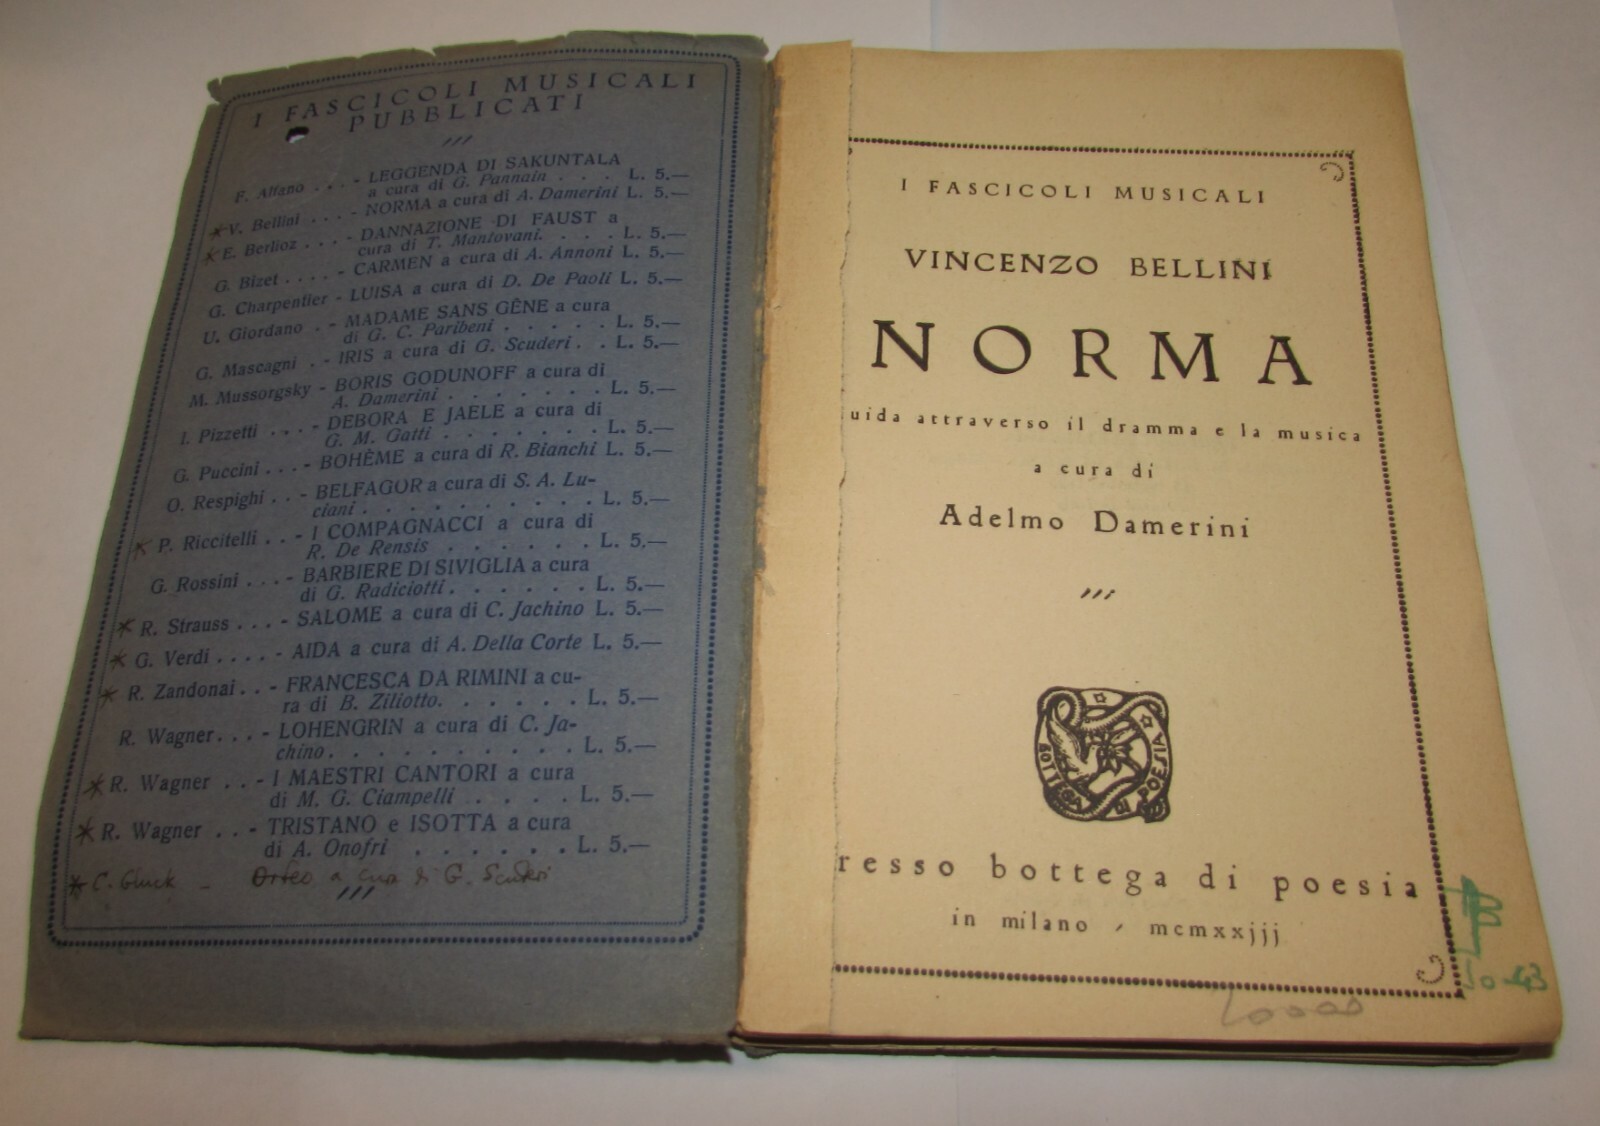 I FASCICOLI MUSICALI
PUBBLICATI
F. Alfano . . . - LEGGENDA DI SAKUNTALA
a cura di G. Pannain . . . L. 5.—
*V. Bellini . . . . - NORMA a cura di A. Damerini L. 5.—
*E. Berlioz . . . - DANNAZIONE DI FAUST a
cura di T. Mantovani. . . . L. 5.—
G. Bizet . . . . - CARMEN a cura di A. Annoni L. 5.—
G. Charpentier - LUISA a cura di D. De Paoli L. 5.—
U. Giordano . - MADAME SANS GÊNE a cura
di G. C. Paribeni . . . . . L. 5.—
G. Mascagni . . - IRIS a cura di G. Scuderi . . L. 5.—
M. Mussorgsky - BORIS GODUNOFF a cura di
A. Damerini . . . . . . . L. 5.—
I. Pizzetti . . . . - DEBORA E JAELE a cura di
G. M. Gatti . . . . . . . L. 5.—
G. Puccini . . . - BOHÈME a cura di R. Bianchi L. 5.—
O. Respighi . . - BELFAGOR a cura di S. A. Lu-
ciani . . . . . . . . . . L. 5.—
* P. Riccitelli . . . - I COMPAGNACCI a cura di
R. De Rensis . . . . . . L. 5.—
G. Rossini . . . - BARBIERE DI SIVIGLIA a cura
di G. Radiciotti . . . . . . L. 5.—
* R. Strauss . . . . - SALOME a cura di C. Jachino L. 5.—
* G. Verdi . . . . . - AIDA a cura di A. Della Corte L. 5.—
* R. Zandonai . . - FRANCESCA DA RIMINI a cu-
ra di B. Ziliotto. . . . . . L. 5.—
R. Wagner . . . - LOHENGRIN a cura di C. Ja-
chino . . . . . . . . . . L. 5.—
* R. Wagner . . - I MAESTRI CANTORI a cura
di M. G. Ciampelli . . . . L. 5.—
* R. Wagner . . - TRISTANO e ISOTTA a cura
di A. Onofri . . . . . . L. 5.—
* C. Gluck - Orfeo a cura di G. Scuderi
I FASCICOLI MUSICALI
VINCENZO BELLINI
NORMA
uida attraverso il dramma e la musica
a cura di
Adelmo Damerini
BOTTEGA DI POESIA
resso bottega di poesia
in milano - mcmxxjjj